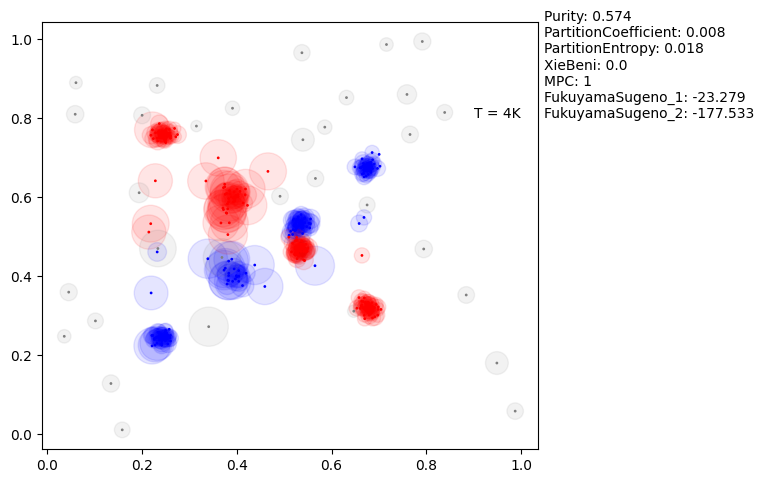 Purity: 0.574
PartitionCoefficient: 0.008
PartitionEntropy: 0.018
XieBeni: 0.0
MPC: 1
FukuyamaSugeno_1: -23.279
FukuyamaSugeno_2: -177.533
T = 4K
1.0
0.8
0.6
0.4
0.2
0.0
0.0 0.2 0.4 0.6 0.8 1.0